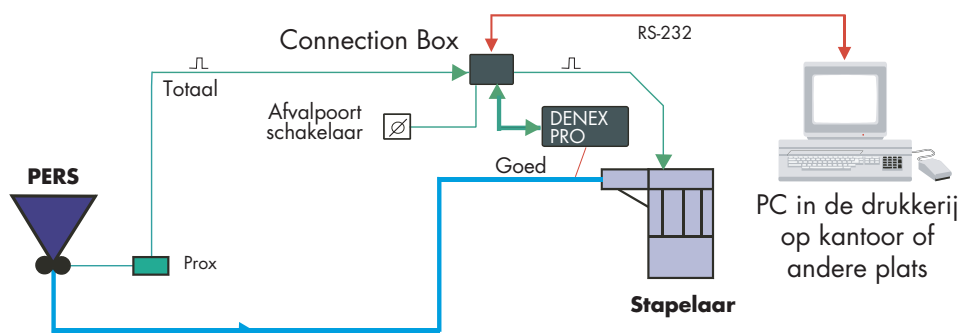 RS-232
Connection Box
Totaal
Afvalpoort
schakelaar
DENEX
PRO
Goed
PERS
Prox
PC in de drukkerij
op kantoor of
andere plats
Stapelaar